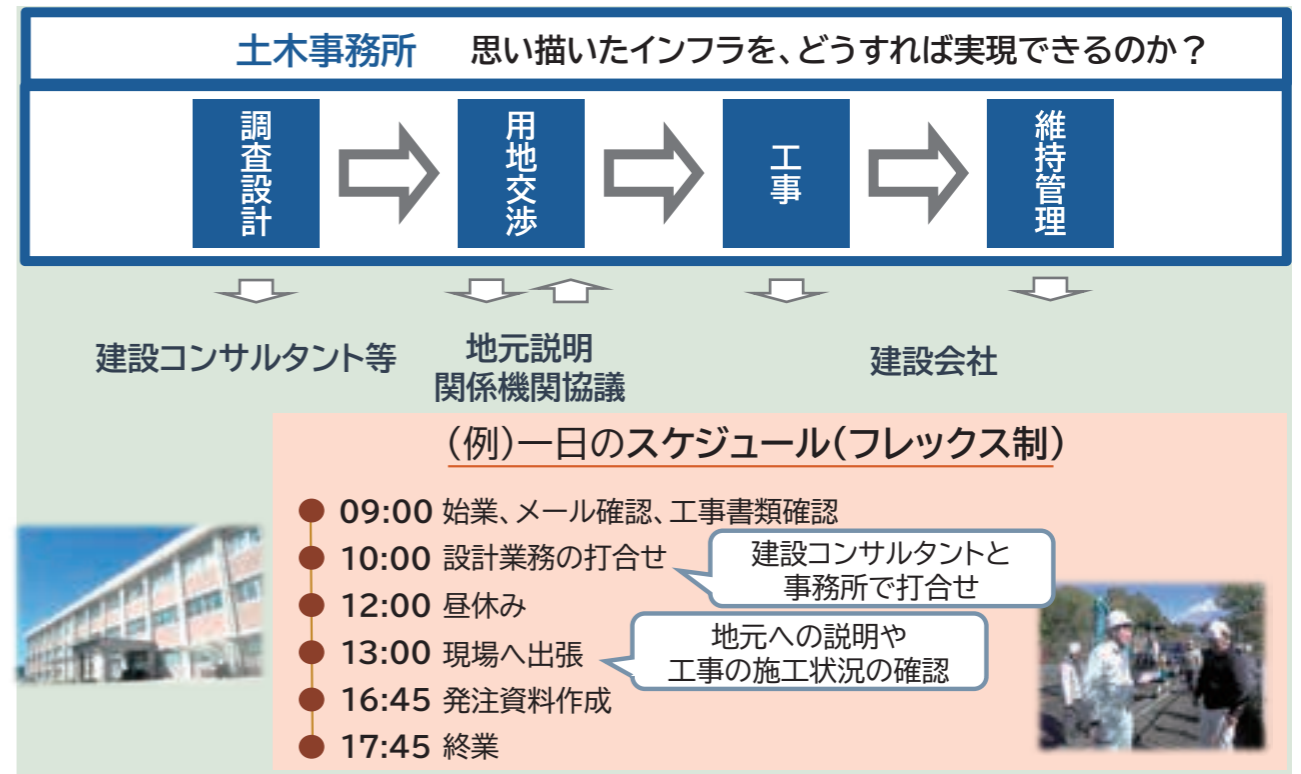 土木事務所 思い描いたインフラを、どうすれば実現できるのか？
調査設計
用地交渉
工事
維持管理
建設コンサルタント等
地元説明
関係機関協議
建設会社
(例)一日のスケジュール(フレックス制)
09:00 始業、メール確認、工事書類確認
10:00 設計業務の打合せ
建設コンサルタントと
事務所で打合せ
12:00 昼休み
13:00 現場へ出張
地元への説明や
工事の施工状況の確認
16:45 発注資料作成
17:45 終業